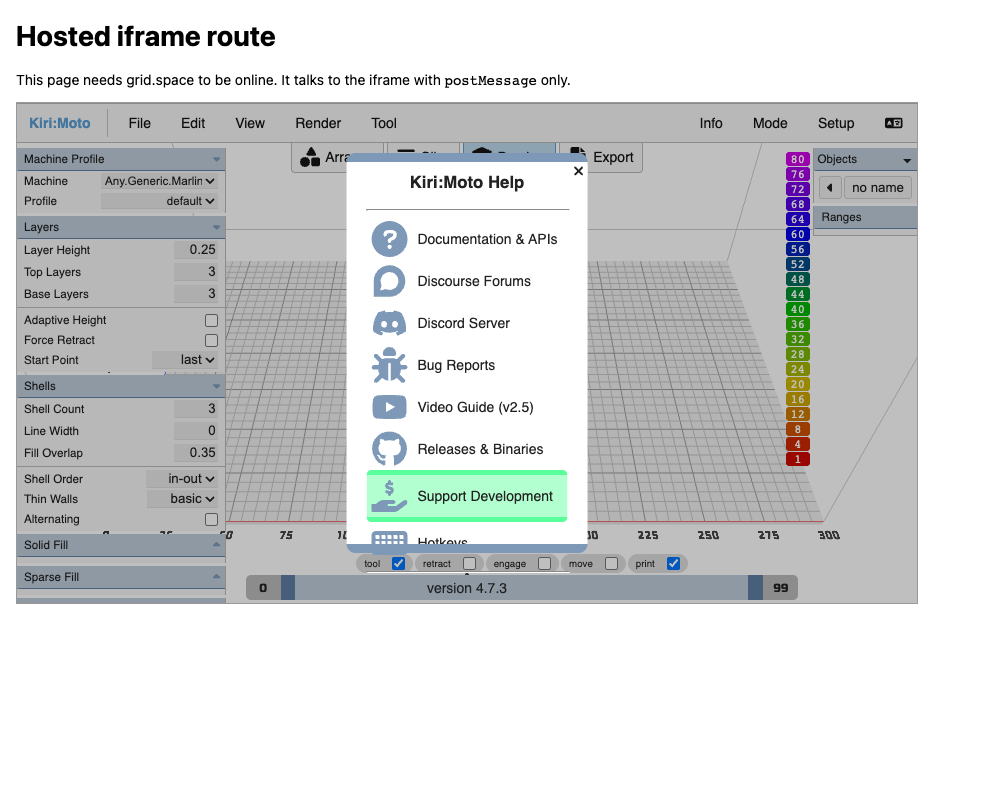 Hosted iframe route
This page needs grid.space to be online. It talks to the iframe with postMessage only.
Kiri:Moto File Edit View Render Tool Info Mode Setup
Machine Profile
Machine Any.Generic.Marlin
Profile default
Layers
Layer Height 0.25
Top Layers 3
Base Layers 3
Adaptive Height
Force Retract
Start Point last
Shells
Shell Count 3
Line Width 0
Fill Overlap 0.35
Shell Order in-out
Thin Walls basic
Alternating
Solid Fill
Sparse Fill
Export
Kiri:Moto Help
×
Documentation & APIs
Discourse Forums
Discord Server
Bug Reports
Video Guide (v2.5)
Releases & Binaries
$ Support Development
Hotkeys
80
76
72
68
64
60
56
52
48
44
40
36
32
28
24
20
16
12
8
4
1
Objects
no name
Ranges
75 225 250 275 300
tool retract engage move print
0 version 4.7.3 99